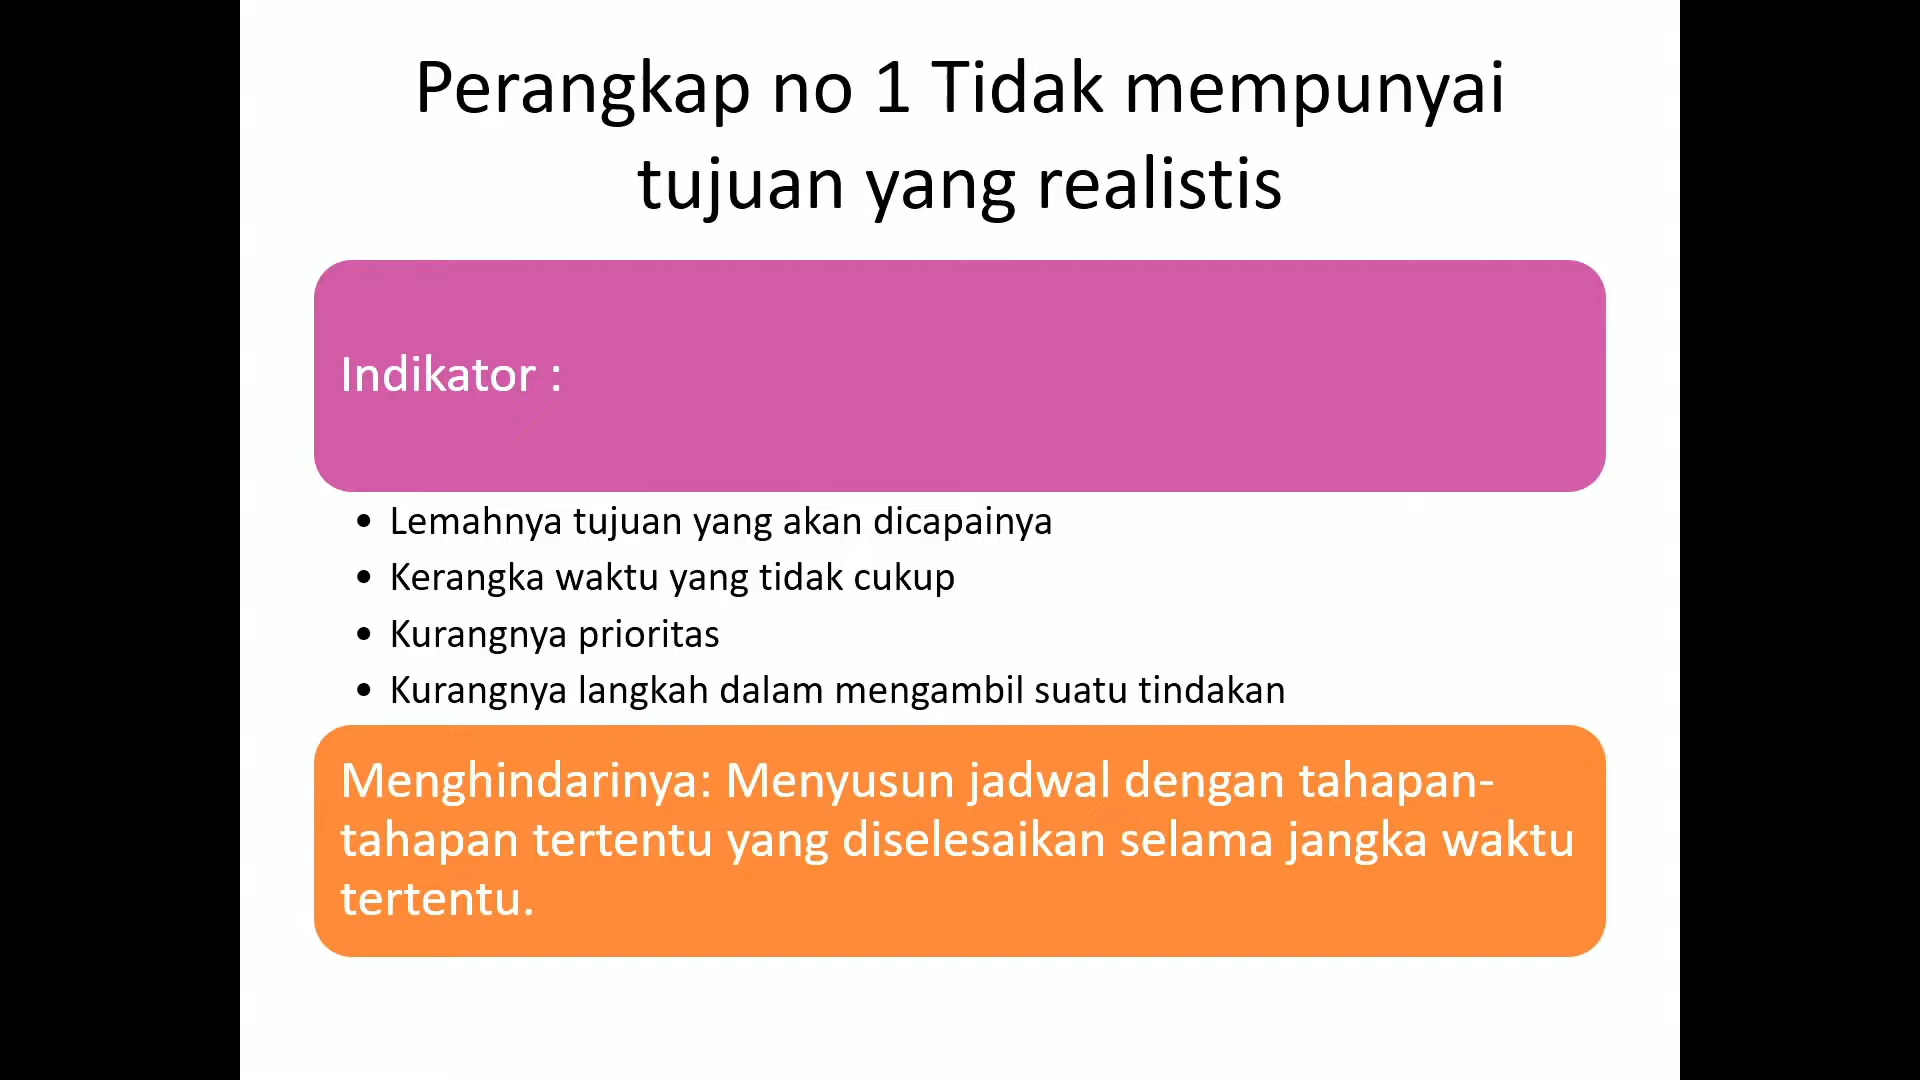 Perangkap no 1 Tidak mempunyai
tujuan yang realistis
Indikator :
• Lemahnya tujuan yang akan dicapainya
• Kerangka waktu yang tidak cukup
• Kurangnya prioritas
• Kurangnya langkah dalam mengambil suatu tindakan
Menghindarinya: Menyusun jadwal dengan tahapan-
tahapan tertentu yang diselesaikan selama jangka waktu
tertentu.